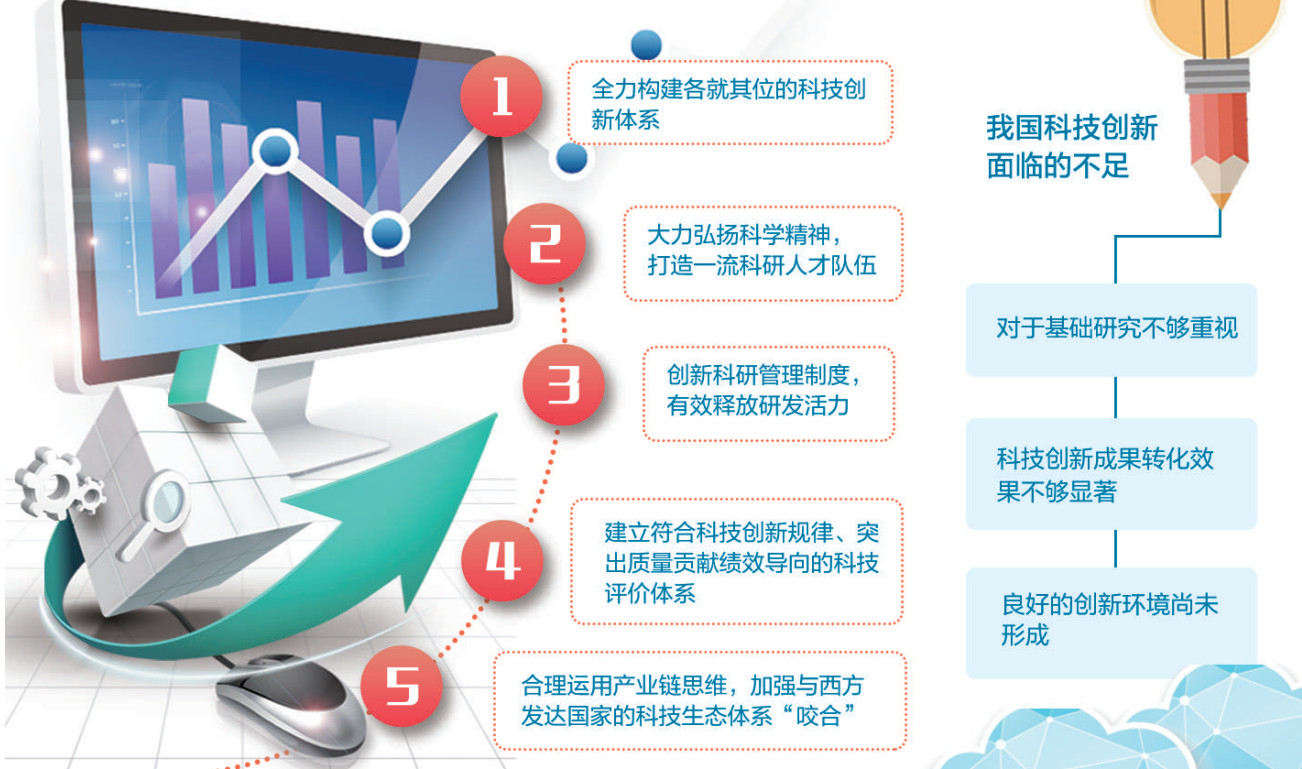 1
全力构建各就其位的科技创
新体系
2
大力弘扬科学精神，
打造一流科研人才队伍
3
创新科研管理制度，
有效释放研发活力
4
建立符合科技创新规律、突
出质量贡献绩效导向的科技
评价体系
5
合理运用产业链思维，加强与西方
发达国家的科技生态体系“咬合”
我国科技创新
面临的不足
对于基础研究不够重视
科技创新成果转化效
果不够显著
良好的创新环境尚未
形成